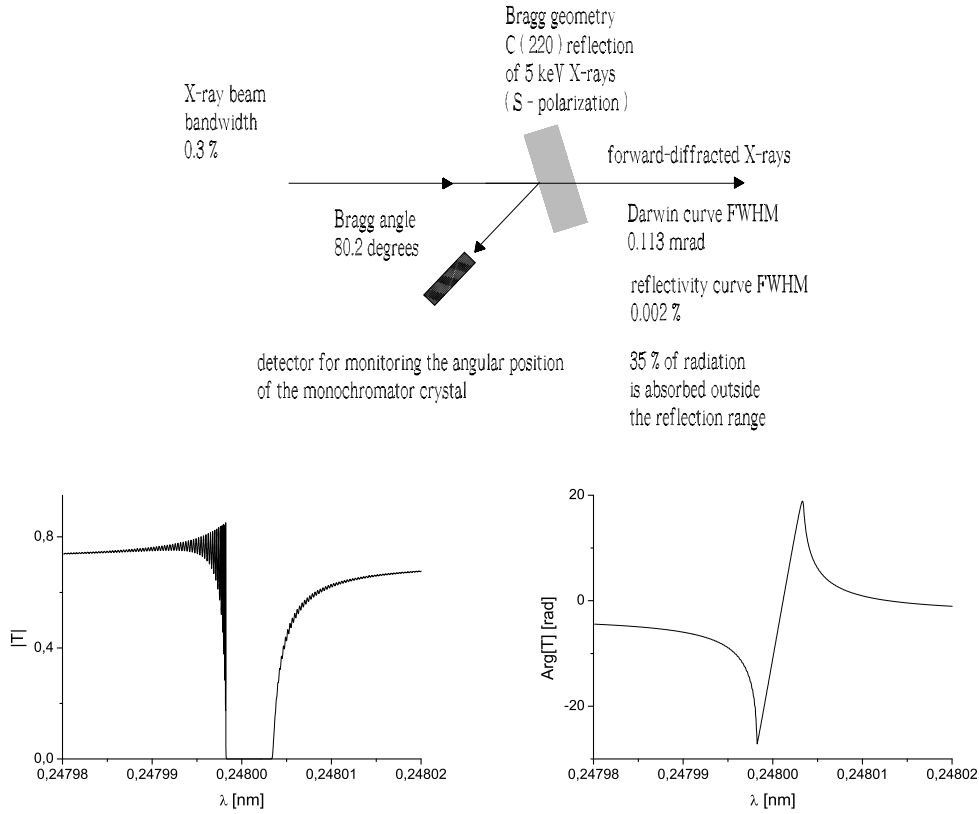 Bragg geometry
C ( 220 ) reflection
of 5 keV X-rays
( S - polarization )
X-ray beam
bandwidth
0.3 %
forward-diffracted X-rays
Bragg angle
80.2 degrees
Darwin curve FWHM
0.113 mrad
reflectivity curve FWHM
0.002 %
detector for monitoring the angular position
of the monochromator crystal
35 % of radiation
is absorbed outside
the reflection range
|T|
0,8
0,4
0,0
0,24798 0,24799 0,24800 0,24801 0,24802
λ [nm]
Arg[T] [rad]
20
0
-20
0,24798 0,24799 0,24800 0,24801 0,24802
λ [nm]